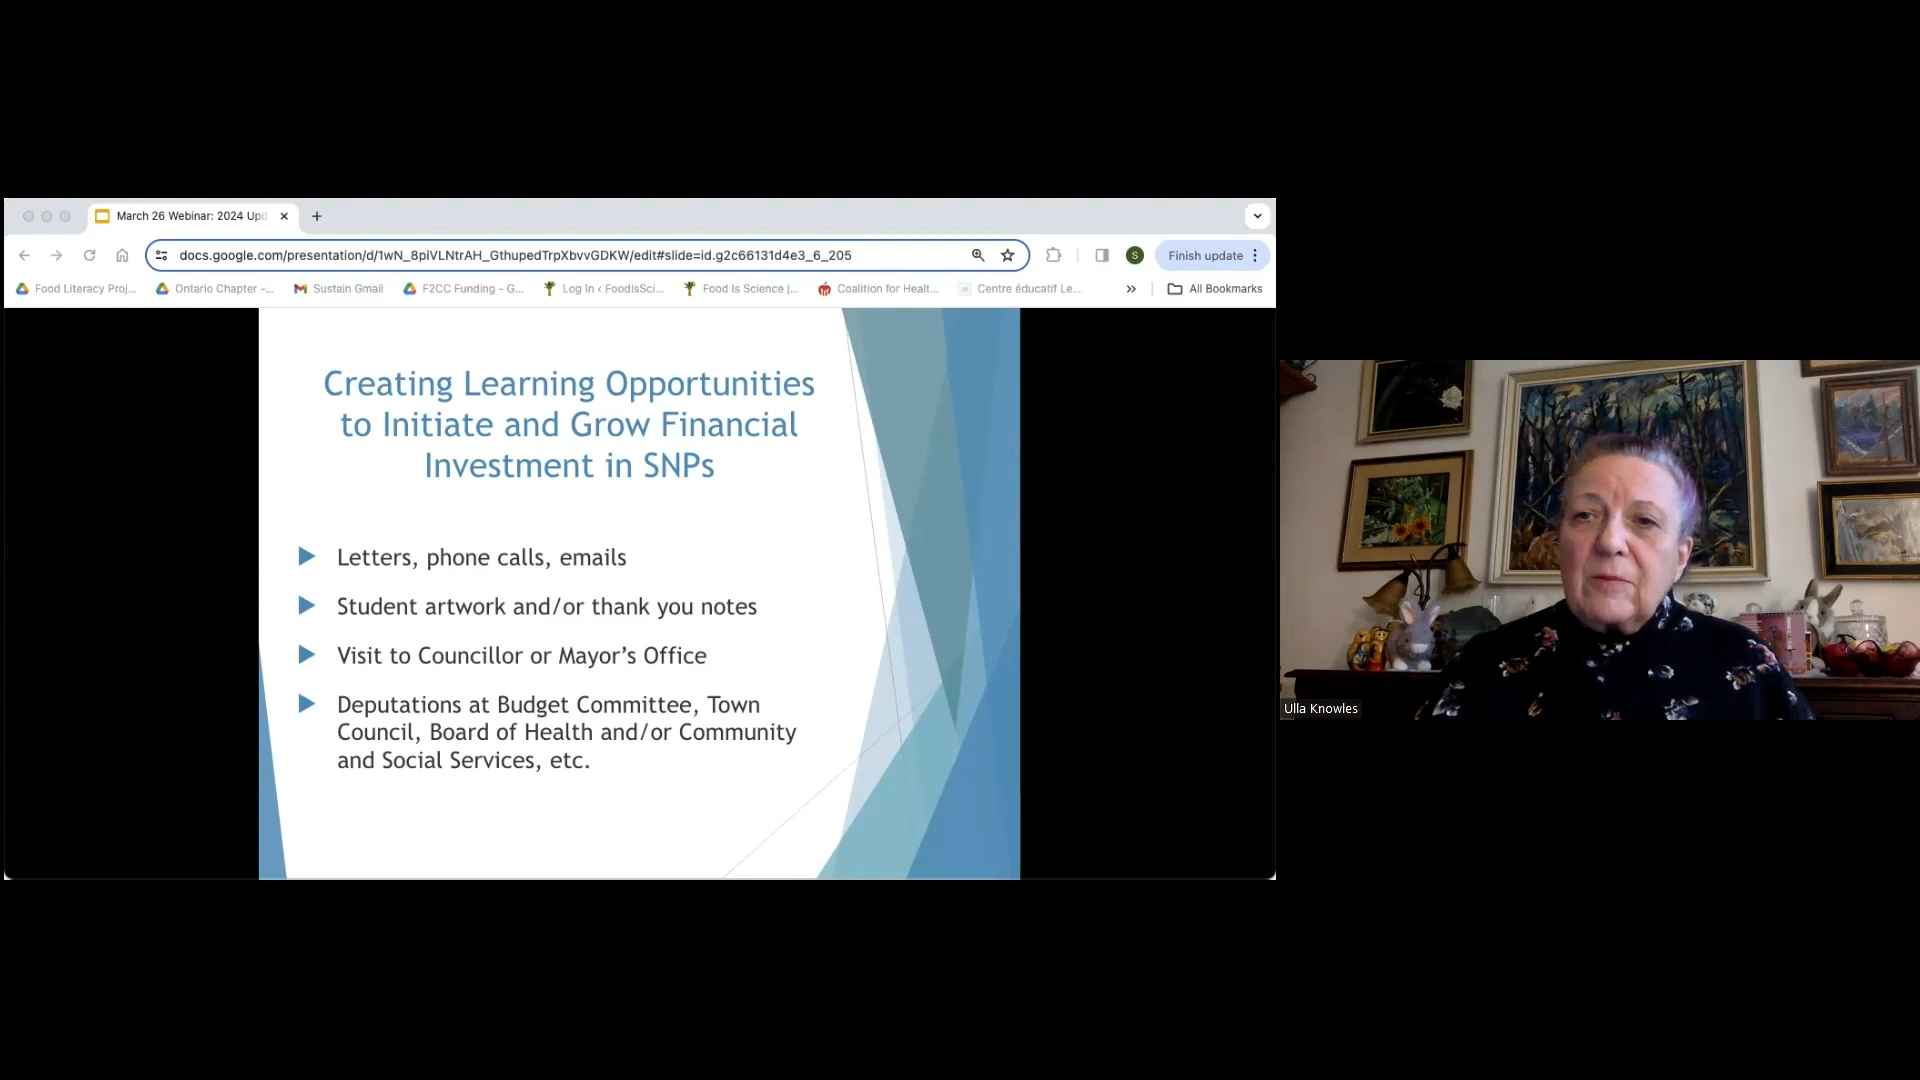 March 26 Webinar: 2024 Upd
docs.google.com/presentation/d/1wN_8piVLNtrAH_GthupedTrpXbvvGDKW/edit#slide=id.g2c66131d4e3_6_205
S
Finish update
Food Literacy Proj...
Ontario Chapter –...
Sustain Gmail
F2CC Funding - G...
Log In ‹ FoodIsSci...
Food Is Science |...
Coalition for Healt...
Centre éducatif Le...
All Bookmarks
Creating Learning Opportunities
to Initiate and Grow Financial
Investment in SNPs
Letters, phone calls, emails
Student artwork and/or thank you notes
Visit to Councillor or Mayor’s Office
Deputations at Budget Committee, Town
Council, Board of Health and/or Community
and Social Services, etc.
Ulla Knowles